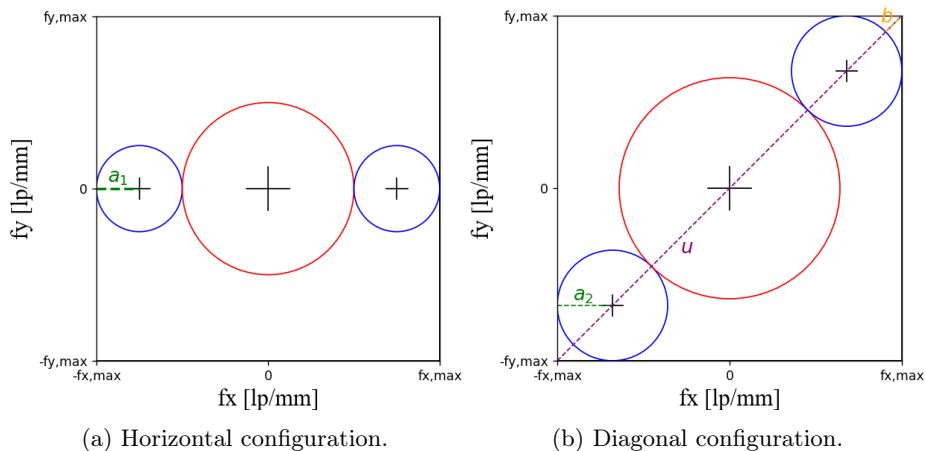 fy,max
fy [lp/mm]
0
-fy,max
a1
-fx,max
0
fx,max
fx [lp/mm]
(a) Horizontal configuration.
fy,max
fy [lp/mm]
0
-fy,max
b
u
a2
-fx,max
0
fx,max
fx [lp/mm]
(b) Diagonal configuration.